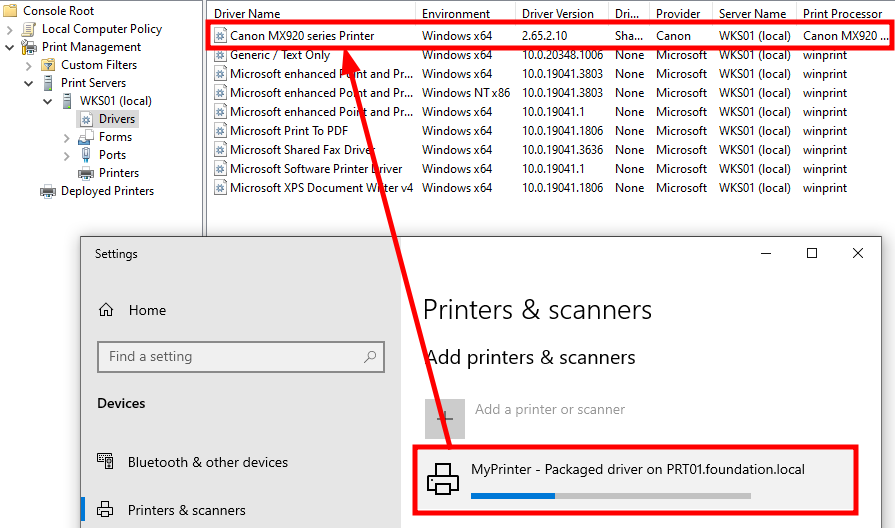 Console Root
Local Computer Policy
Print Management
Custom Filters
Print Servers
WKS01 (local)
Drivers
Forms
Ports
Printers
Deployed Printers
Driver Name Environment Driver Version Dri... Provider Server Name Print Processor
Canon MX920 series Printer Windows x64 2.65.2.10 Sha... Canon WKS01 (local) Canon MX920 ...
Generic / Text Only Windows x64 10.0.20348.1006 None Microsoft WKS01 (local) winprint
Microsoft enhanced Point and Pr... Windows x64 10.0.19041.3803 None Microsoft WKS01 (local) winprint
Microsoft enhanced Point and Pr... Windows NT x86 10.0.19041.3803 None Microsoft WKS01 (local) winprint
Microsoft enhanced Point and Pr... Windows x64 10.0.19041.1 None Microsoft WKS01 (local) winprint
Microsoft Print To PDF Windows x64 10.0.19041.1806 None Microsoft WKS01 (local) winprint
Microsoft Shared Fax Driver Windows x64 10.0.19041.3636 None Microsoft WKS01 (local) winprint
Microsoft Software Printer Driver Windows x64 10.0.19041.1 None Microsoft WKS01 (local) winprint
Microsoft XPS Document Writer v4 Windows x64 10.0.19041.1806 None Microsoft WKS01 (local) winprint
Settings
Home
Find a setting
Devices
Bluetooth & other devices
Printers & scanners
Printers & scanners
Add printers & scanners
Add a printer or scanner
MyPrinter - Packaged driver on PRT01.foundation.local